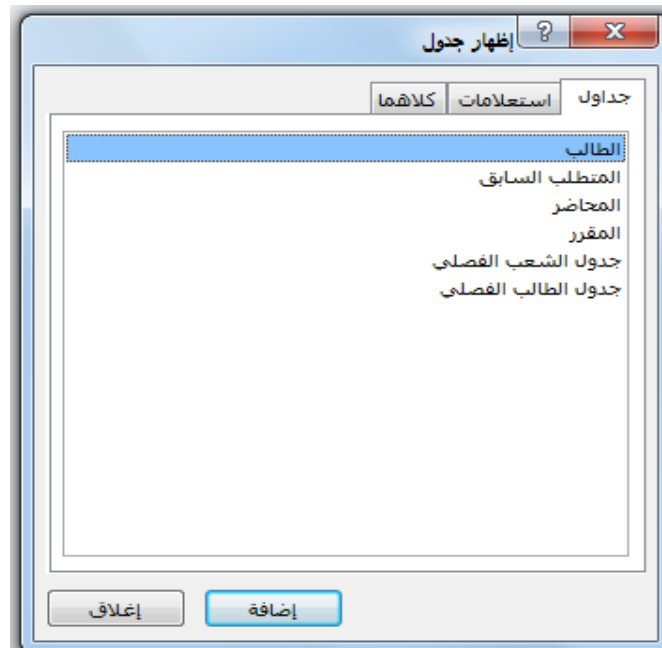 إظهار جدول
جداول استعلامات كلاهما
الطالب
المتطلب السابق
المحاضر
المقرر
جدول الشعب الفصلي
جدول الطالب الفصلي
إضافة إغلاق